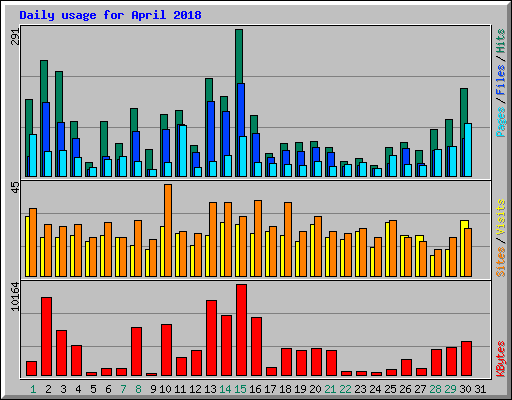 Daily usage for April 2018
291
Pages / Files / Hits
45
Sites / Visits
10164
KBytes
1 2 3 4 5 6 7 8 9 10 11 12 13 14 15 16 17 18 19 20 21 22 23 24 25 26 27 28 29 30 31